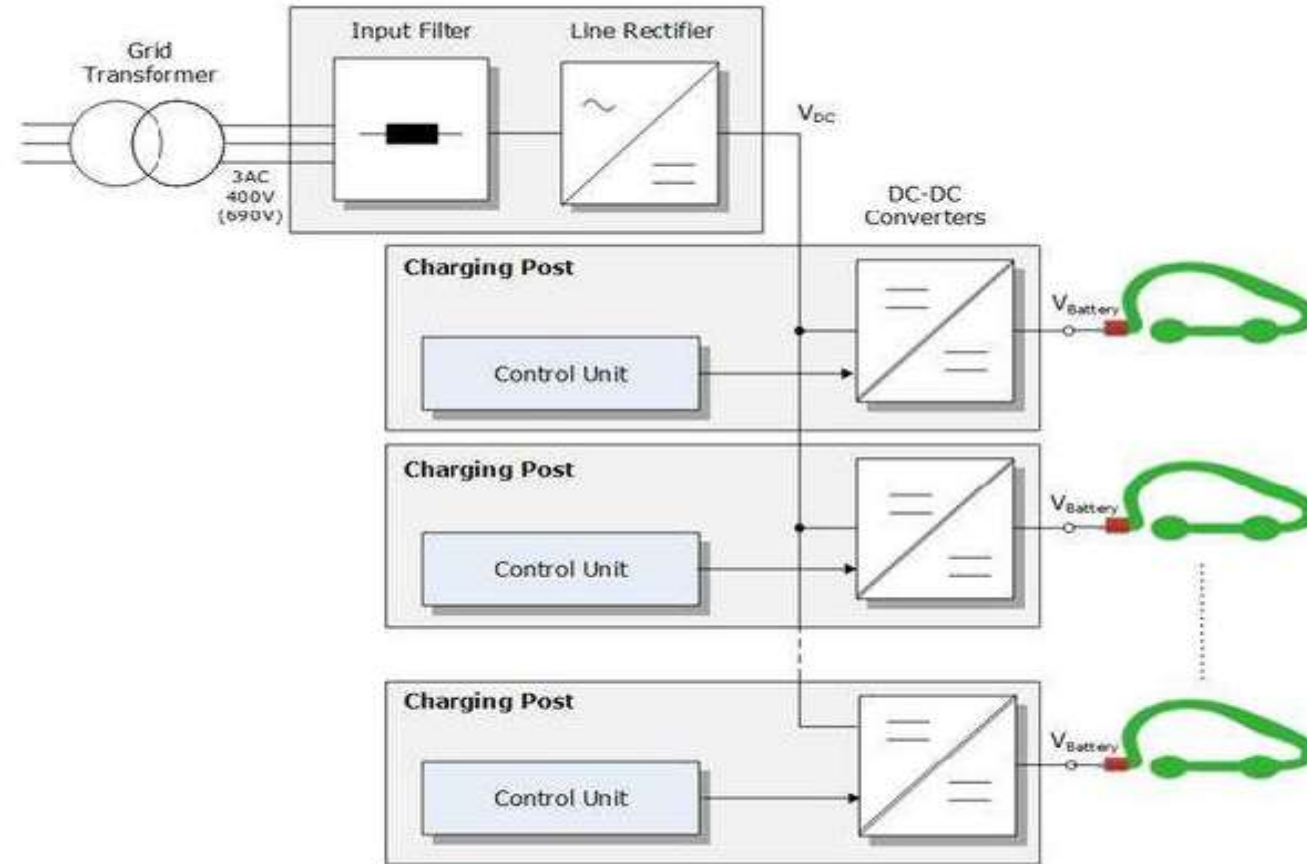 Input Filter
Line Rectifier
Grid
Transformer
3AC
400V
(690V)
VDC
DC-DC
Converters
Charging Post
Control Unit
VBattery
Charging Post
Control Unit
VBattery
Charging Post
Control Unit
VBattery